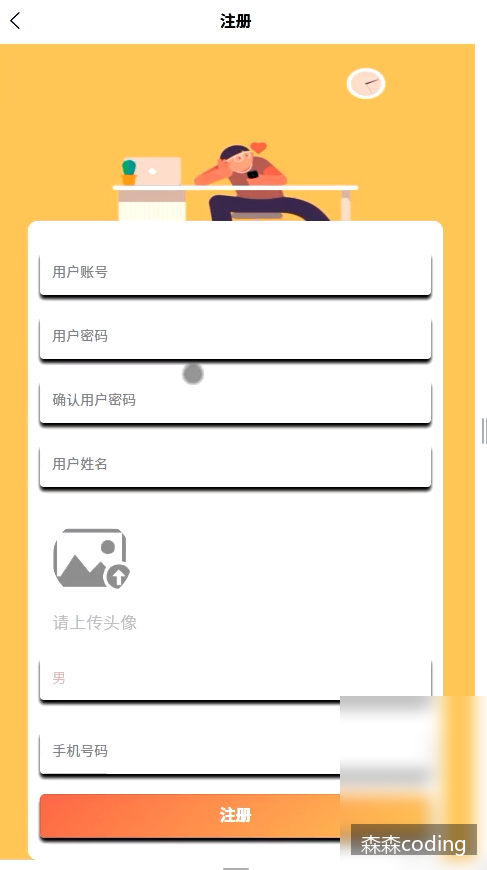 注册
用户账号
用户密码
确认用户密码
用户姓名
请上传头像
男
手机号码
注册
森森coding